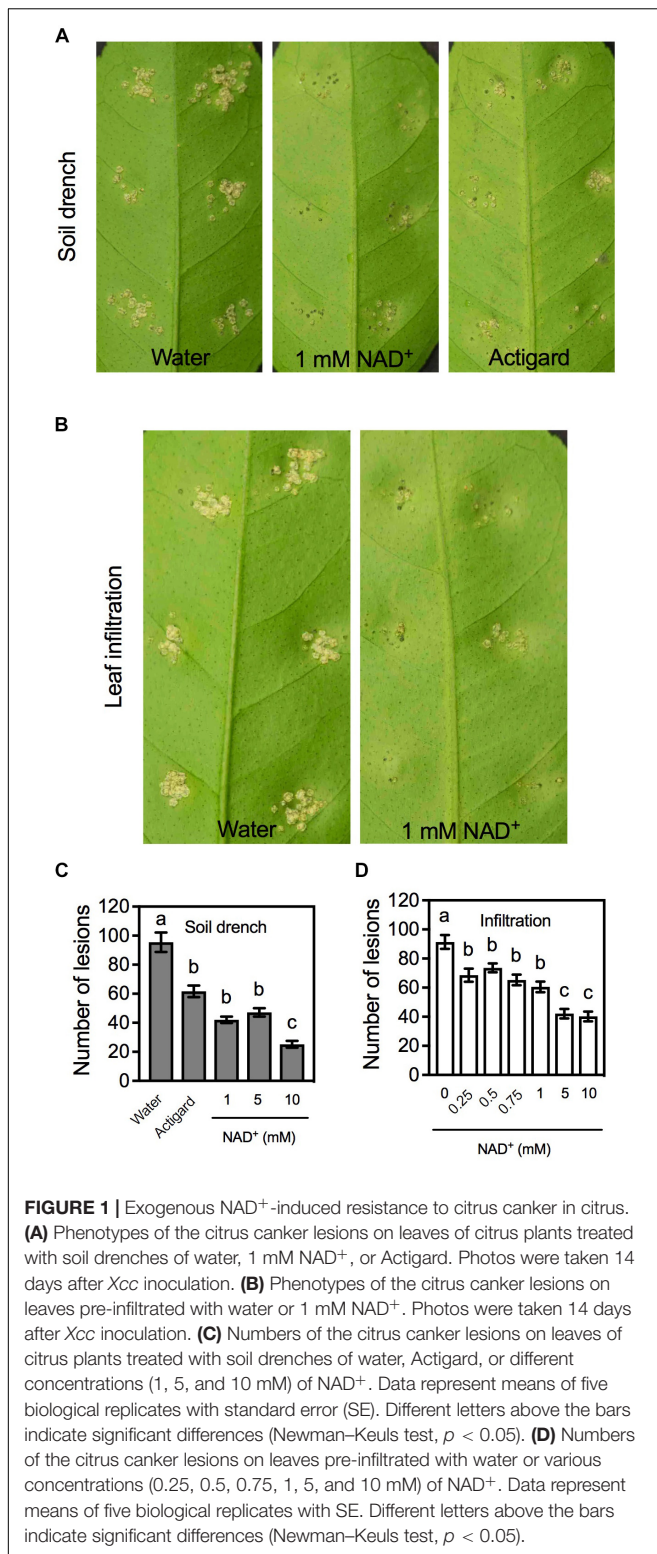 A
Soil drench
Water
1 mM NAD⁺
Actigard
B
Leaf infiltration
Water
1 mM NAD⁺
C
Number of lesions
120
100
80
60
40
20
0
Soil drench
a
b
b
b
c
Water
Actigard
1
5
10
NAD⁺ (mM)
D
Number of lesions
120
100
80
60
40
20
0
Infiltration
a
b
b
b
b
c
c
0
0.25
0.5
0.75
1
5
10
NAD⁺ (mM)
FIGURE 1 | Exogenous NAD⁺-induced resistance to citrus canker in citrus.
(A) Phenotypes of the citrus canker lesions on leaves of citrus plants treated
with soil drenches of water, 1 mM NAD⁺, or Actigard. Photos were taken 14
days after Xcc inoculation. (B) Phenotypes of the citrus canker lesions on
leaves pre-infiltrated with water or 1 mM NAD⁺. Photos were taken 14 days
after Xcc inoculation. (C) Numbers of the citrus canker lesions on leaves of
citrus plants treated with soil drenches of water, Actigard, or different
concentrations (1, 5, and 10 mM) of NAD⁺. Data represent means of five
biological replicates with standard error (SE). Different letters above the bars
indicate significant differences (Newman–Keuls test, p < 0.05). (D) Numbers
of the citrus canker lesions on leaves pre-infiltrated with water or various
concentrations (0.25, 0.5, 0.75, 1, 5, and 10 mM) of NAD⁺. Data represent
means of five biological replicates with SE. Different letters above the bars
indicate significant differences (Newman–Keuls test, p < 0.05).